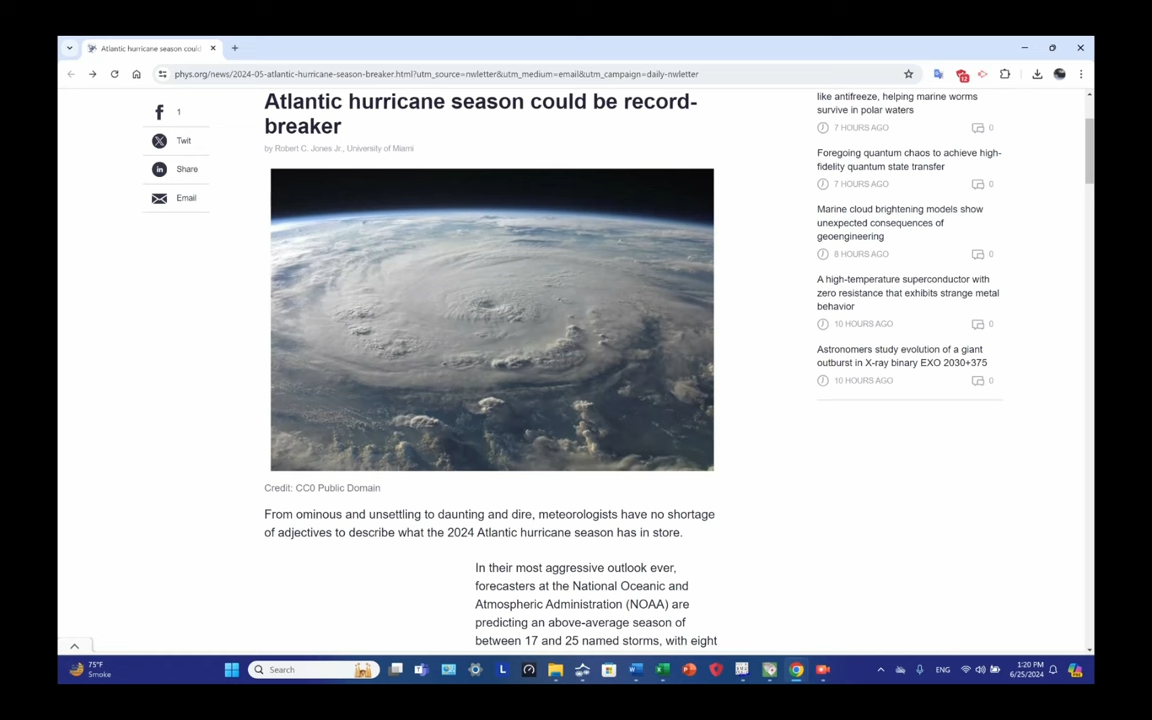 Atlantic hurricane season could
phys.org/news/2024-05-atlantic-hurricane-season-breaker.html?utm_source=nwletter&utm_medium=email&utm_campaign=daily-nwletter
12
1
Twit
Share
Email
Atlantic hurricane season could be record-
breaker
by Robert C. Jones Jr., University of Miami
Credit: CC0 Public Domain
From ominous and unsettling to daunting and dire, meteorologists have no shortage
of adjectives to describe what the 2024 Atlantic hurricane season has in store.
In their most aggressive outlook ever,
forecasters at the National Oceanic and
Atmospheric Administration (NOAA) are
predicting an above-average season of
between 17 and 25 named storms, with eight
like antifreeze, helping marine worms
survive in polar waters
7 HOURS AGO 0
Foregoing quantum chaos to achieve high-
fidelity quantum state transfer
7 HOURS AGO 0
Marine cloud brightening models show
unexpected consequences of
geoengineering
8 HOURS AGO 0
A high-temperature superconductor with
zero resistance that exhibits strange metal
behavior
10 HOURS AGO 0
Astronomers study evolution of a giant
outburst in X-ray binary EXO 2030+375
10 HOURS AGO 0
75°F
Smoke
Search
ENG
1:20 PM
6/25/2024